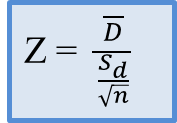 Z = D̅ / (S_d / √n)